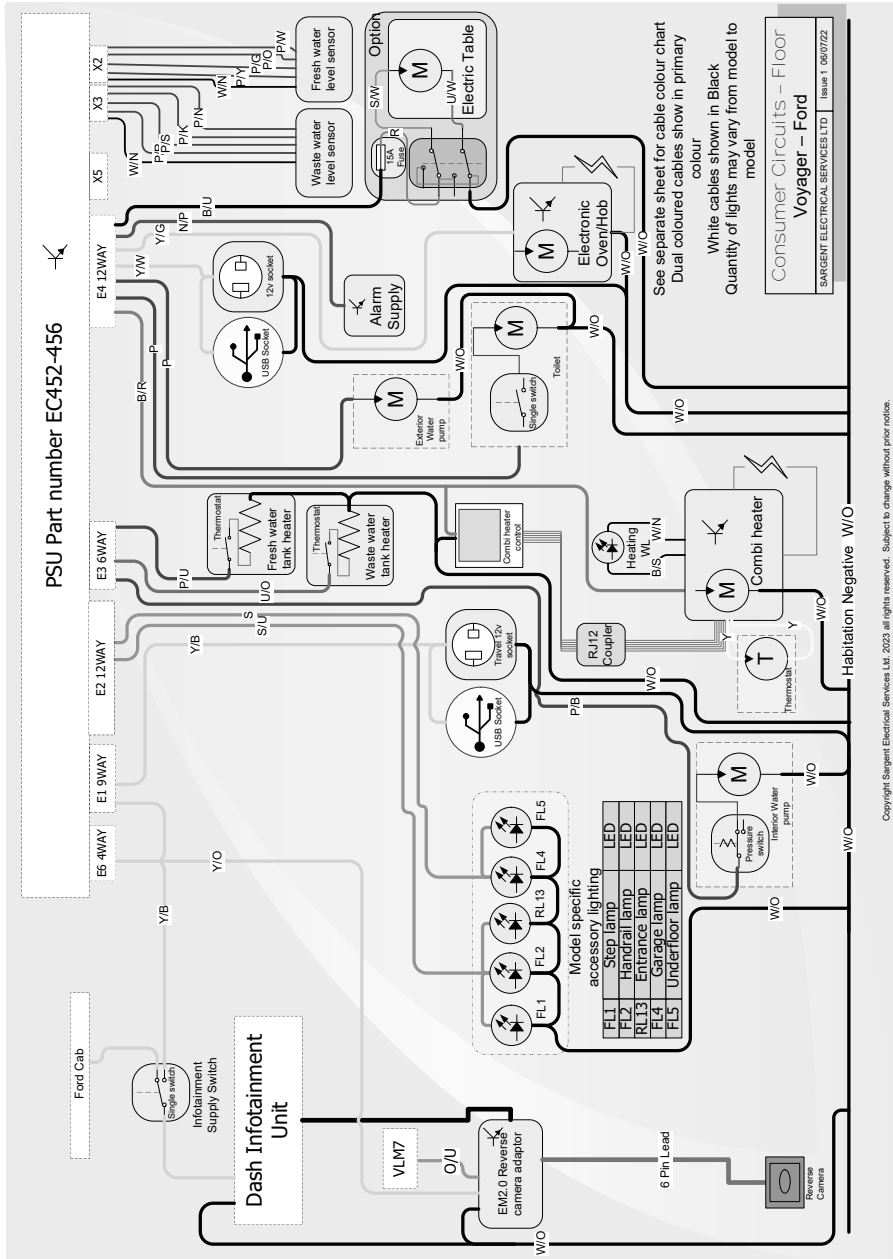 PSU Part number EC452-456
X5
X3
X2
E4 12WAY
E3 6WAY
E2 12WAY
E1 9WAY
E6 4WAY
Ford Cab
Single switch
Infotainment
Supply Switch
Dash Infotainment
Unit
VLM7
O/U
EM2.0 Reverse
camera adaptor
6 Pin Lead
Reverse
Camera
W/O
Y/B
Y/O
Y/B
S
S/U
FL1
FL2
RL13
FL4
FL5
Model specific
accessory lighting
FL1 Step lamp LED
FL2 Handrail lamp LED
RL13 Entrance lamp LED
FL4 Garage lamp LED
FL5 Underfloor lamp LED
W/O
W/O
USB Socket
Travel 12v
socket
P/B
W/O
Pressure
switch
M
Interior Water
pump
W/O
P/U
U/O
Thermostat
Fresh water
tank heater
Thermostat
Waste water
tank heater
Combi heater
control
RJ12
Coupler
Heating
WL
B/S
W/N
M
Combi heater
Y
Y
T
Thermostat
W/O
Habitation Negative W/O
B/R
P
P
Y/W
Y/G
N/P
B/U
USB Socket
12v socket
Alarm
Supply
M
Exterior
Water
pump
W/O
Single switch
M
Toilet
W/O
W/O
M
Electronic
Oven/Hob
W/O
W/O
W/N
P/B
P/S
P/K
P/N
W/N
P/Y
P/G
P/O
P/W
Waste water
level sensor
Fresh water
level sensor
Option
15A
Fuse
R
S/W
U/W
M
Electric Table
See separate sheet for cable colour chart
Dual coloured cables show in primary
colour
White cables shown in Black
Quantity of lights may vary from model to
model
Consumer Circuits – Floor
Voyager – Ford
SARGENT ELECTRICAL SERVICES LTD
Issue 1 06/07/22
Copyright Sargent Electrical Services Ltd. 2023 all rights reserved. Subject to change without prior notice.